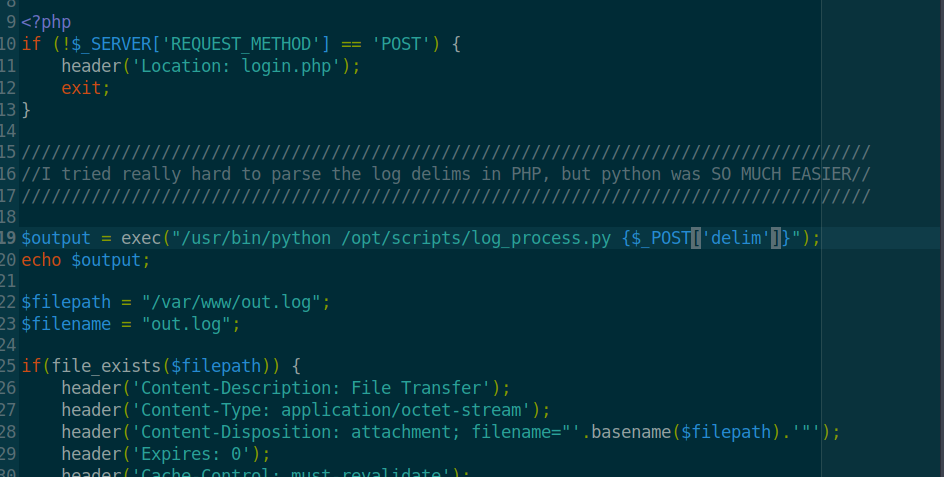 8
9 <?php
10 if (!$_SERVER['REQUEST_METHOD'] == 'POST') {
11     header('Location: login.php');
12     exit;
13 }
14
15 /////////////////////////////////////////////////////////////////////////////////////
16 //I tried really hard to parse the log delims in PHP, but python was SO MUCH EASIER//
17 /////////////////////////////////////////////////////////////////////////////////////
18
19 $output = exec("/usr/bin/python /opt/scripts/log_process.py {$_POST['delim']}");
20 echo $output;
21
22 $filepath = "/var/www/out.log";
23 $filename = "out.log";
24
25 if(file_exists($filepath)) {
26     header('Content-Description: File Transfer');
27     header('Content-Type: application/octet-stream');
28     header('Content-Disposition: attachment; filename="'.basename($filepath).'"');
29     header('Expires: 0');
30     header('Cache-Control: must-revalidate');